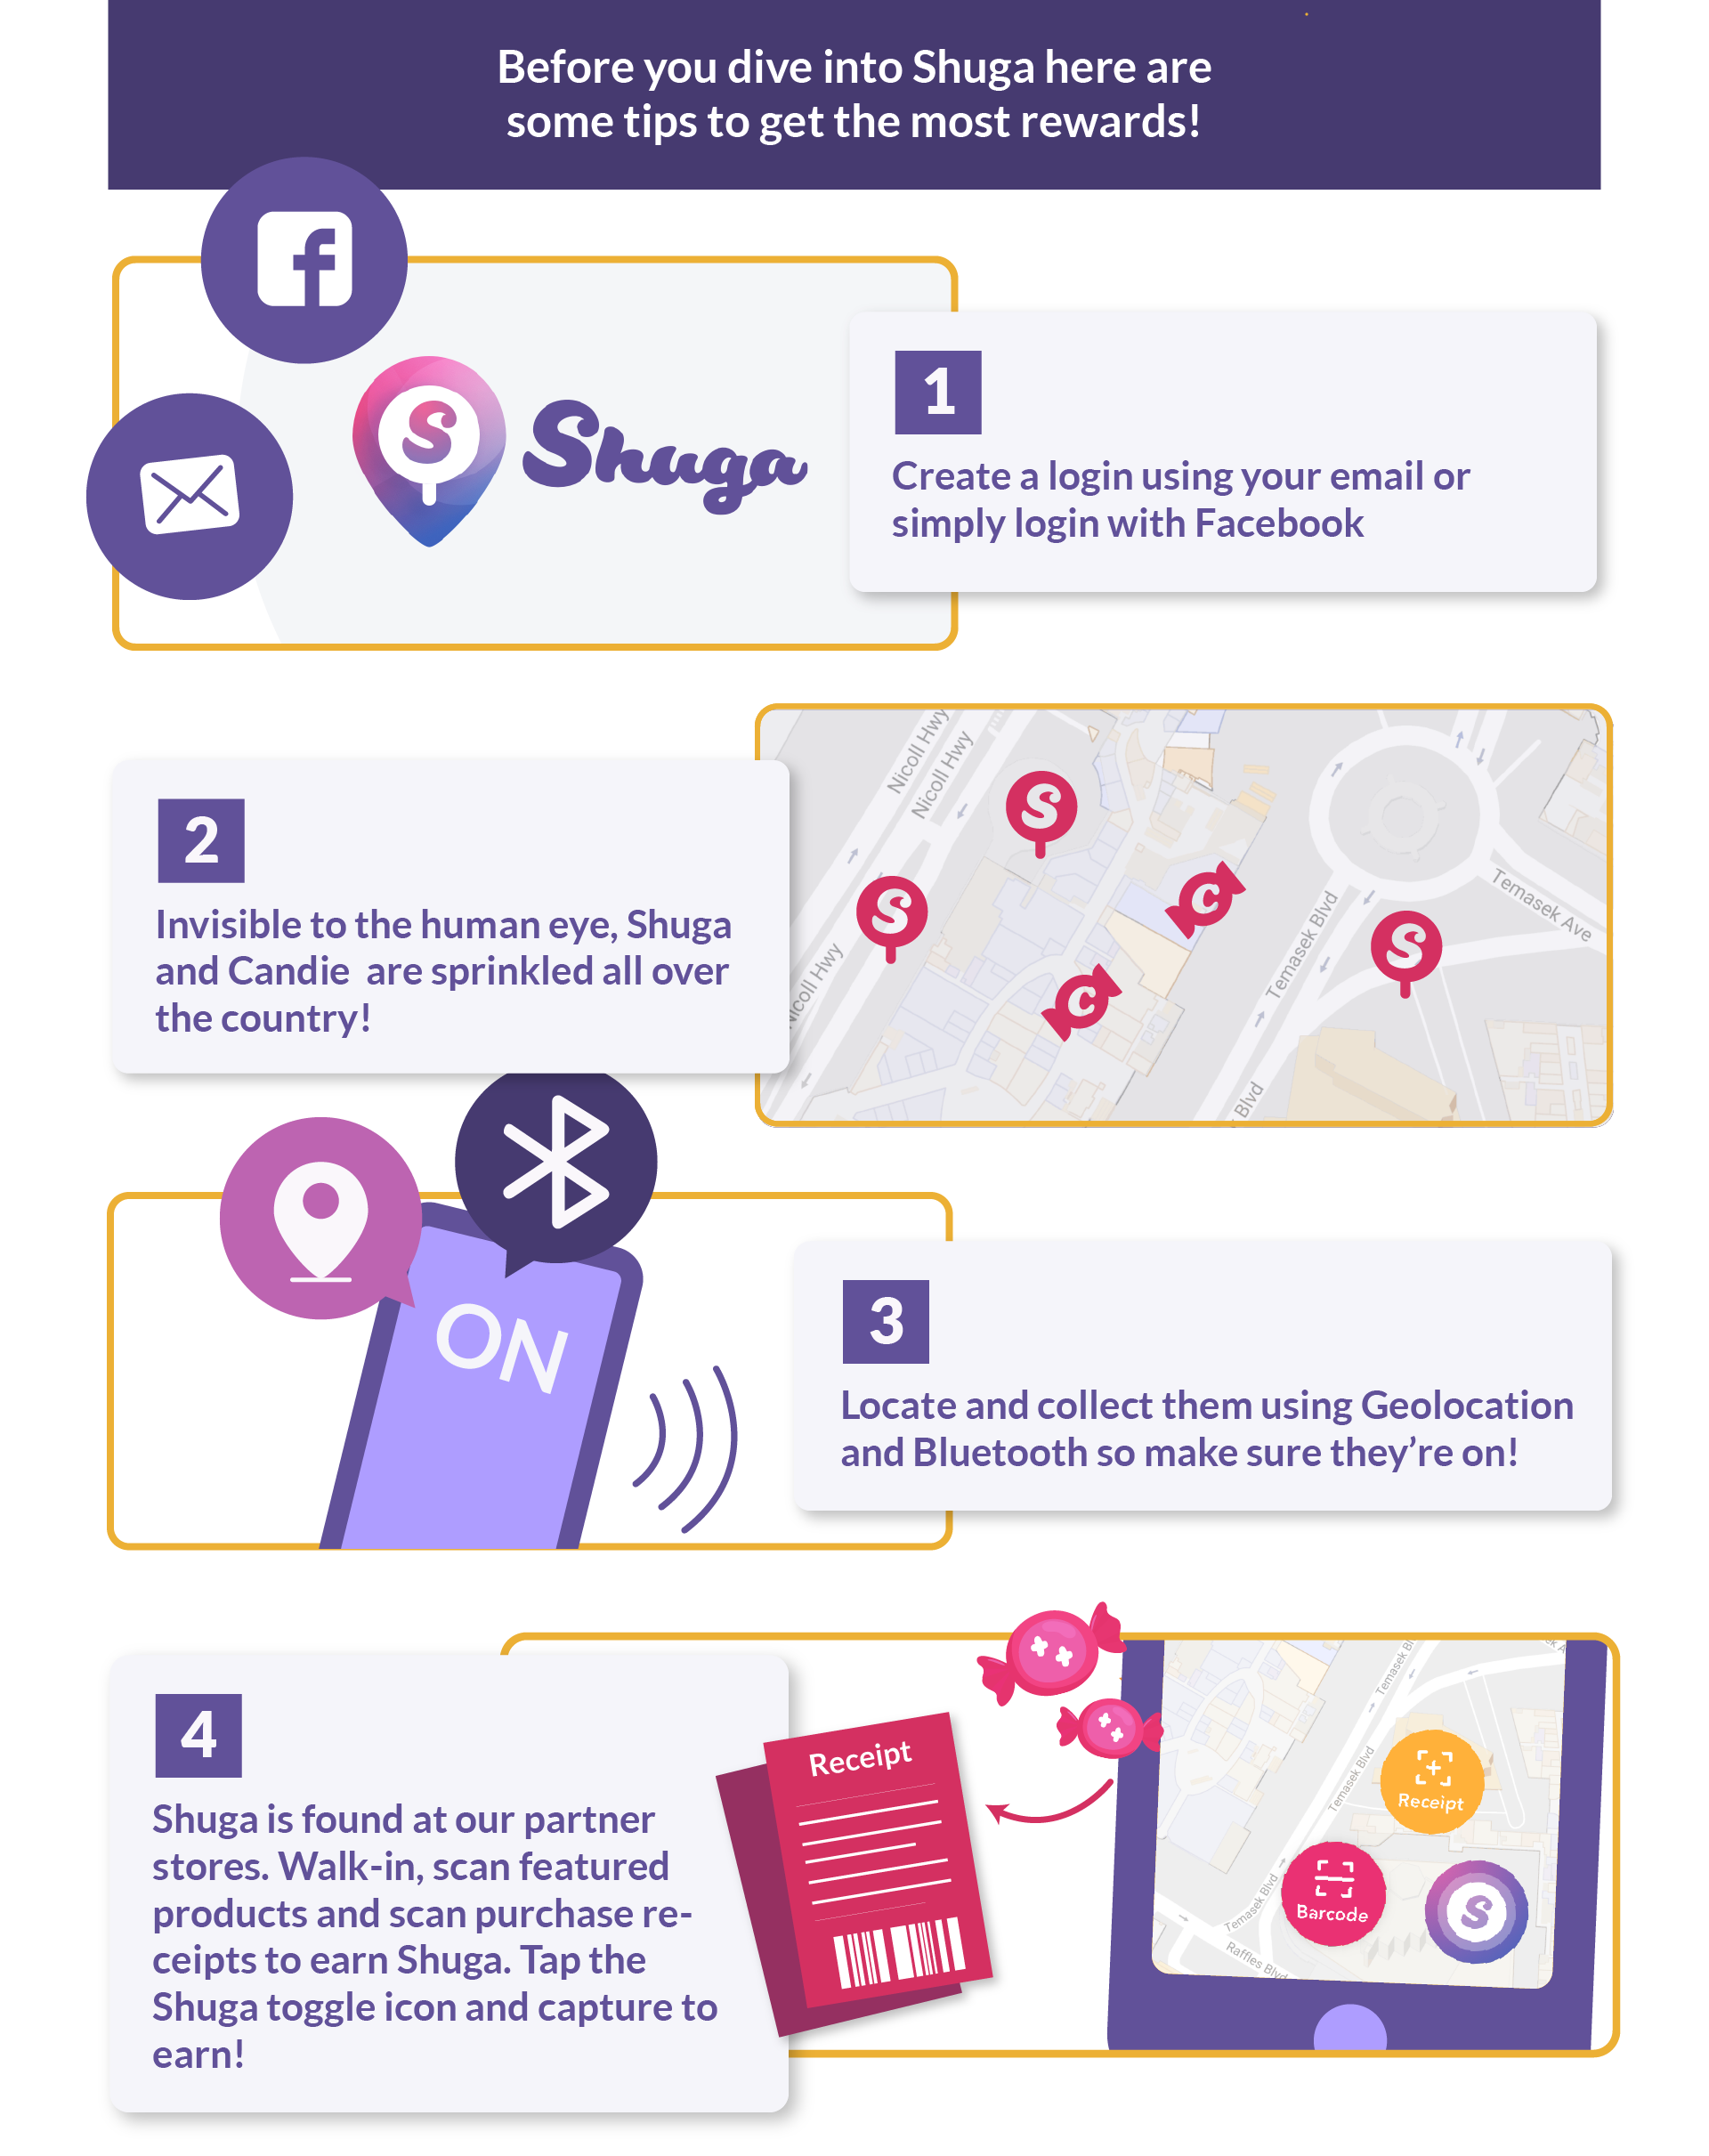 Before you dive into Shuga here are
some tips to get the most rewards!
S
Shuga
1
Create a login using your email or
simply login with Facebook
2
Invisible to the human eye, Shuga
and Candie  are sprinkled all over
the country!
Nicoll Hwy
Nicoll Hwy
Nicoll Hwy
S
S
C
C
S
Temasek Blvd
Temasek Ave
Blvd
ON
3
Locate and collect them using Geolocation
and Bluetooth so make sure they’re on!
4
Shuga is found at our partner
stores. Walk-in, scan featured
products and scan purchase re-
ceipts to earn Shuga. Tap the
Shuga toggle icon and capture to
earn!
Receipt
Temasek Bl
Temasek Blvd
Temasek Blvd
Raffles Blvd
Receipt
Barcode
S